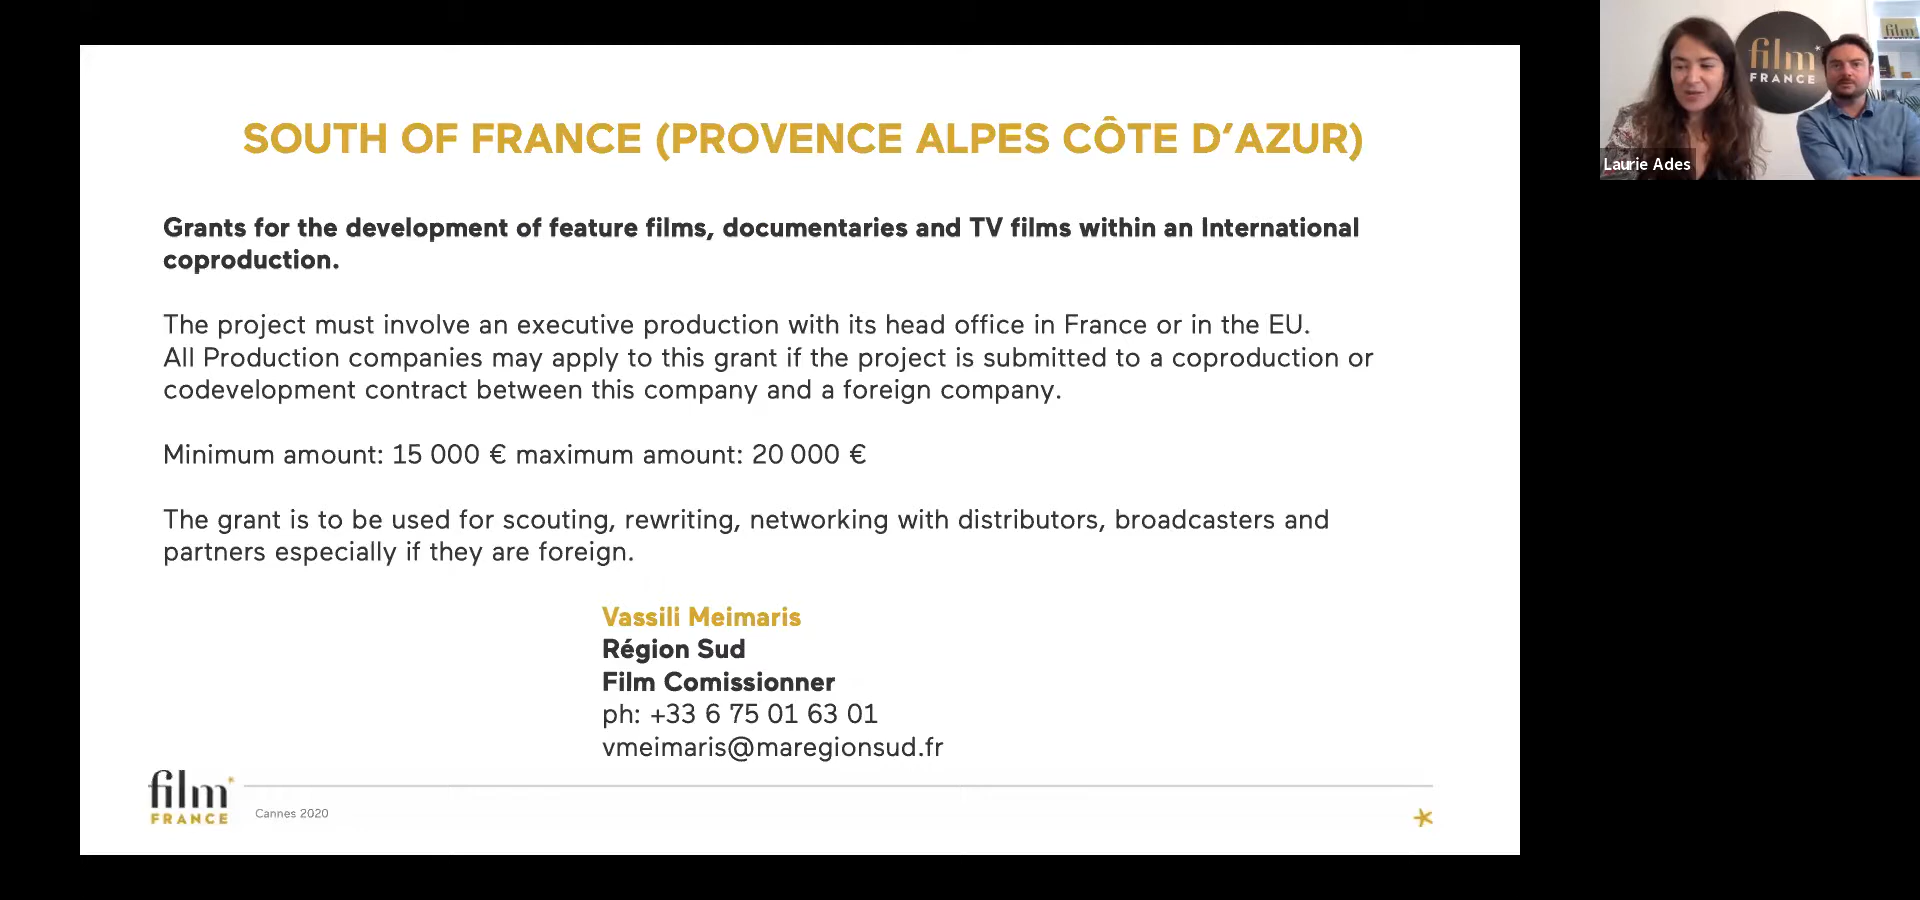 SOUTH OF FRANCE (PROVENCE ALPES CÔTE D’AZUR)
Grants for the development of feature films, documentaries and TV films within an International
coproduction.
The project must involve an executive production with its head office in France or in the EU.
All Production companies may apply to this grant if the project is submitted to a coproduction or
codevelopment contract between this company and a foreign company.
Minimum amount: 15 000 € maximum amount: 20 000 €
The grant is to be used for scouting, rewriting, networking with distributors, broadcasters and
partners especially if they are foreign.
Vassili Meimaris
Région Sud
Film Comissionner
ph: +33 6 75 01 63 01
vmeimaris@maregionsud.fr
film
FRANCE
Cannes 2020
film
FRANCE
film
Laurie Ades